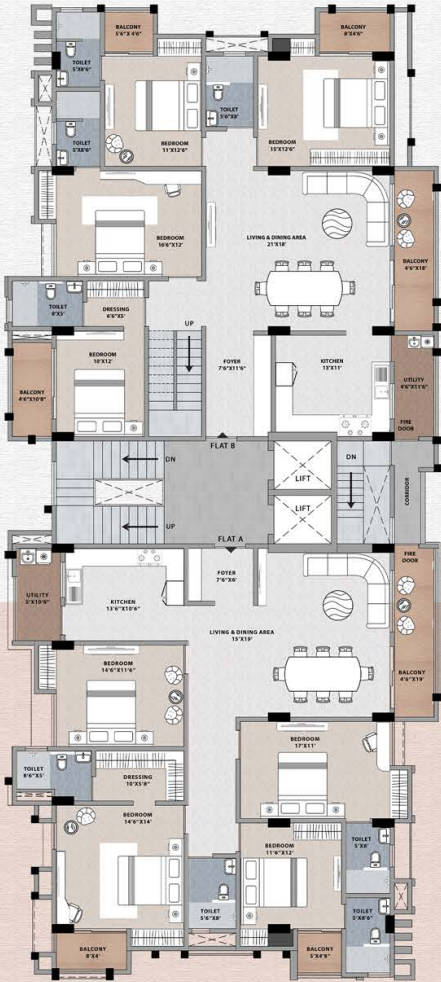 BALCONY
5'6"X 4'6"
BALCONY
6'X4'6"
TOILET
5'X8'6"
TOILET
5'6"X8'
BEDROOM
11'X12'6"
BEDROOM
15'X12'6"
TOILET
5'X8'6"
BEDROOM
16'6"X12'
LIVING & DINING AREA
21'X18'
BALCONY
4'6"X18'
TOILET
8'X5'
DRESSING
6'6"X5'
UP
BEDROOM
10'X12'
BALCONY
4'6"X10'8"
FOYER
7'6"X11'6"
KITCHEN
13'X11'
UTILITY
4'6"X11'6"
FIRE
DOOR
FLAT B
DN
LIFT
DN
CORRIDOR
LIFT
UP
FLAT A
FIRE
DOOR
FOYER
7'6"X6'
UTILITY
5'X10'6"
KITCHEN
13'6"X10'6"
LIVING & DINING AREA
15'X19'
BALCONY
4'6"X19'
BEDROOM
14'6"X11'6"
BEDROOM
17'X11'
TOILET
8'6"X5'
DRESSING
10'X5'8"
BEDROOM
14'6"X14'
BEDROOM
11'6"X12'
TOILET
5'X8'
TOILET
5'6"X8'
TOILET
5'X8'6"
BALCONY
8'X4'
BALCONY
5'X4'6"